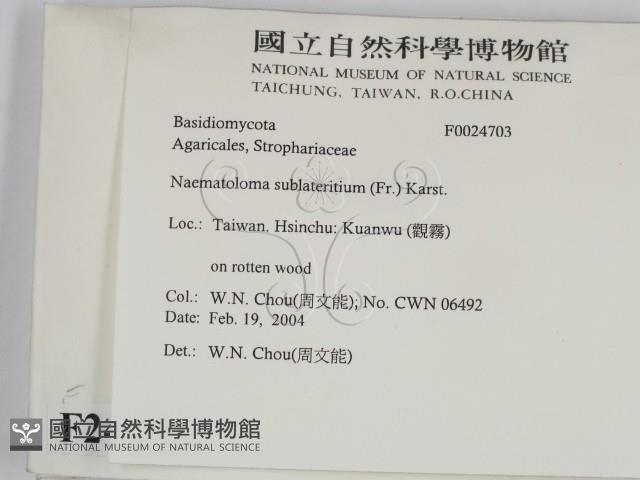 國立自然科學博物館
NATIONAL MUSEUM OF NATURAL SCIENCE
TAICHUNG, TAIWAN, R.O.CHINA
Basidiomycota F0024703
Agaricales, Strophariaceae
Naematoloma sublateritium (Fr.) Karst.
Loc.: Taiwan. Hsinchu: Kuanwu (觀霧)
on rotten wood
Col.: W.N. Chou(周文能); No. CWN 06492
Date: Feb. 19, 2004
Det.: W.N. Chou(周文能)
F2
國立自然科學博物館
NATIONAL MUSEUM OF NATURAL SCIENCE